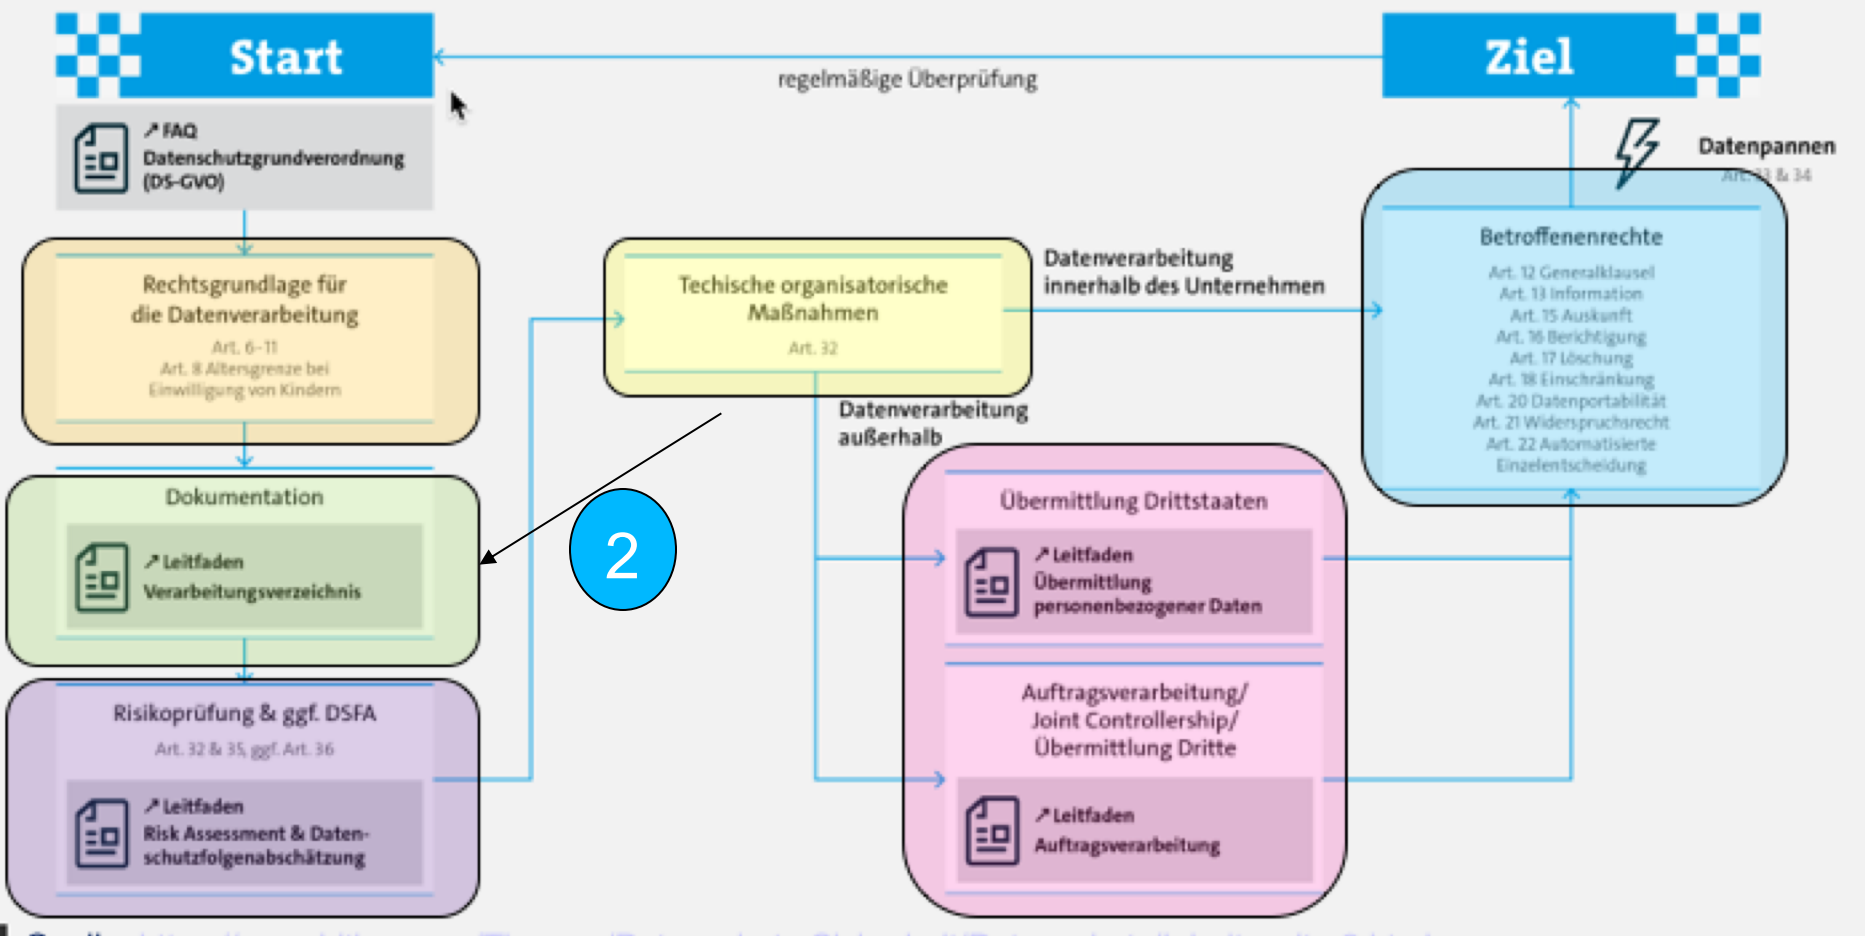 Start
Ziel
regelmäßige Überprüfung
↗ FAQ
Datenschutzgrundverordnung
(DS-GVO)
Datenpannen
Art. 33 & 34
Rechtsgrundlage für
die Datenverarbeitung
Art. 6–11
Art. 8 Altersgrenze bei
Einwilligung von Kindern
Dokumentation
↗ Leitfaden
Verarbeitungsverzeichnis
Risikoprüfung & ggf. DSFA
Art. 32 & 35, ggf. Art. 36
↗ Leitfaden
Risk Assessment & Daten-
schutzfolgenabschätzung
Techische organisatorische
Maßnahmen
Art. 32
2
Datenverarbeitung
innerhalb des Unternehmen
Datenverarbeitung
außerhalb
Übermittlung Drittstaaten
↗ Leitfaden
Übermittlung
personenbezogener Daten
Auftragsverarbeitung/
Joint Controllership/
Übermittlung Dritte
↗ Leitfaden
Auftragsverarbeitung
Betroffenenrechte
Art. 12 Generalklausel
Art. 13 Information
Art. 15 Auskunft
Art. 16 Berichtigung
Art. 17 Löschung
Art. 18 Einschränkung
Art. 20 Datenportabilität
Art. 21 Widerspruchsrecht
Art. 22 Automatisierte
Einzelentscheidung